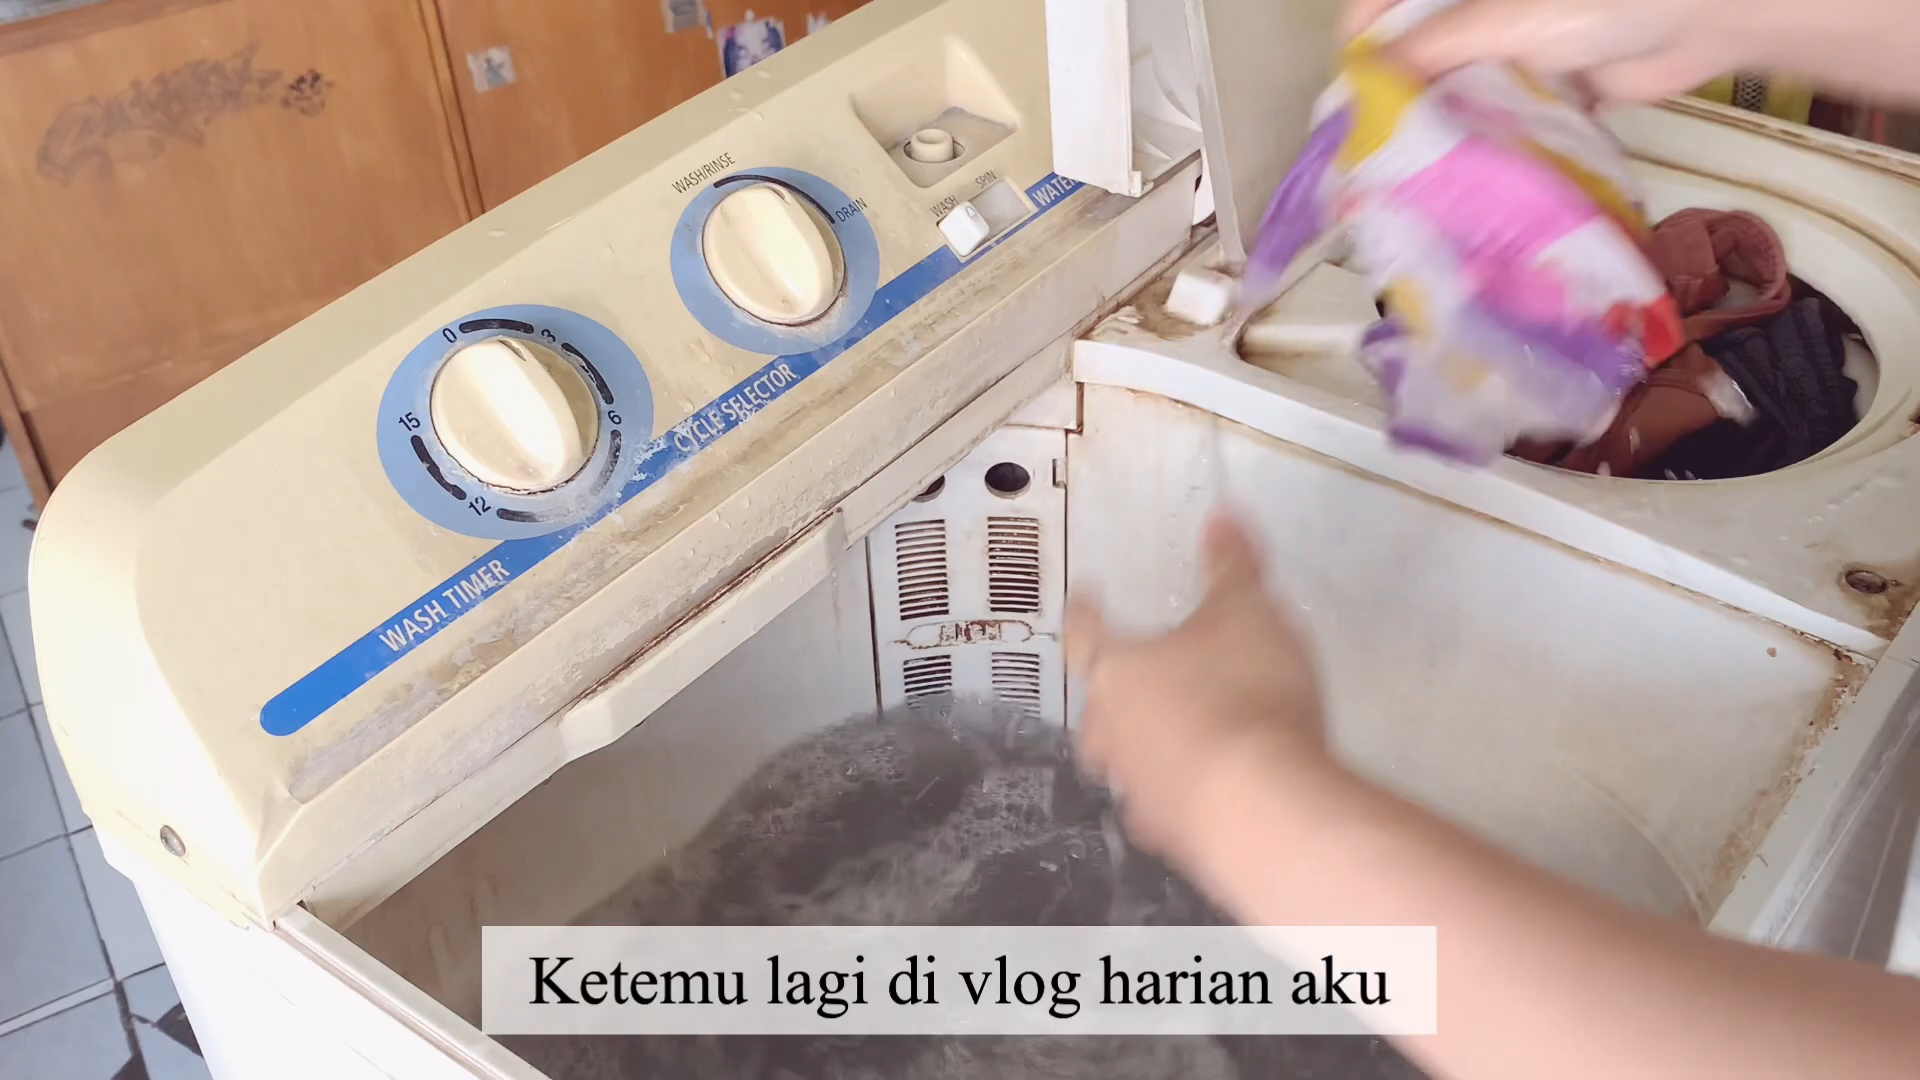 WASH/RINSE
DRAIN
WASH
SPIN
WATER
0
3
6
12
15
CYCLE SELECTOR
WASH TIMER
Ketemu lagi di vlog harian aku